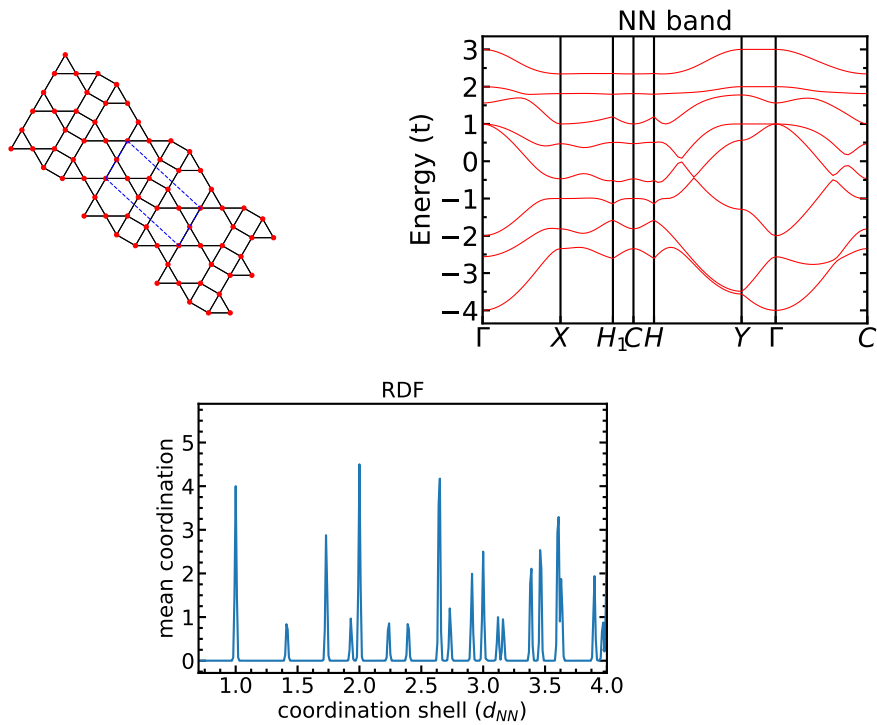 NN band
Energy (t)
3
2
1
0
−1
−2
−3
−4
Γ X H1 C H Y Γ C
RDF
mean coordination
5
4
3
2
1
0
1.0 1.5 2.0 2.5 3.0 3.5 4.0
coordination shell (dNN)